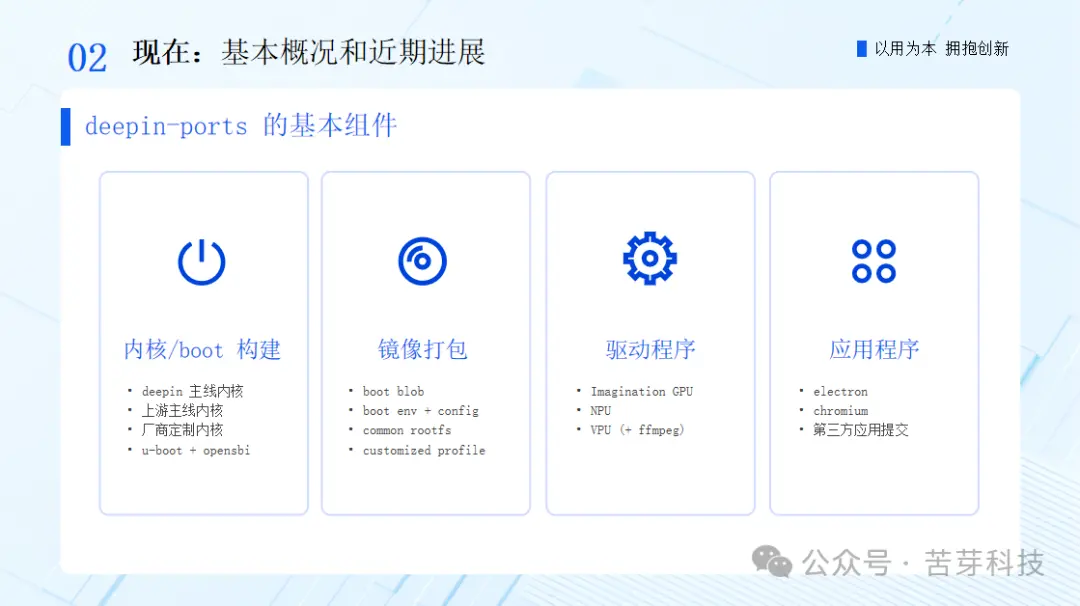 02 现在：基本概况和近期进展
以用为本 拥抱创新
deepin-ports 的基本组件
内核/boot 构建
• deepin 主线内核
• 上游主线内核
• 厂商定制内核
• u-boot + opensbi
镜像打包
• boot blob
• boot env + config
• common rootfs
• customized profile
驱动程序
• Imagination GPU
• NPU
• VPU (+ ffmpeg)
应用程序
• electron
• chromium
• 第三方应用提交
公众号 · 苦芽科技